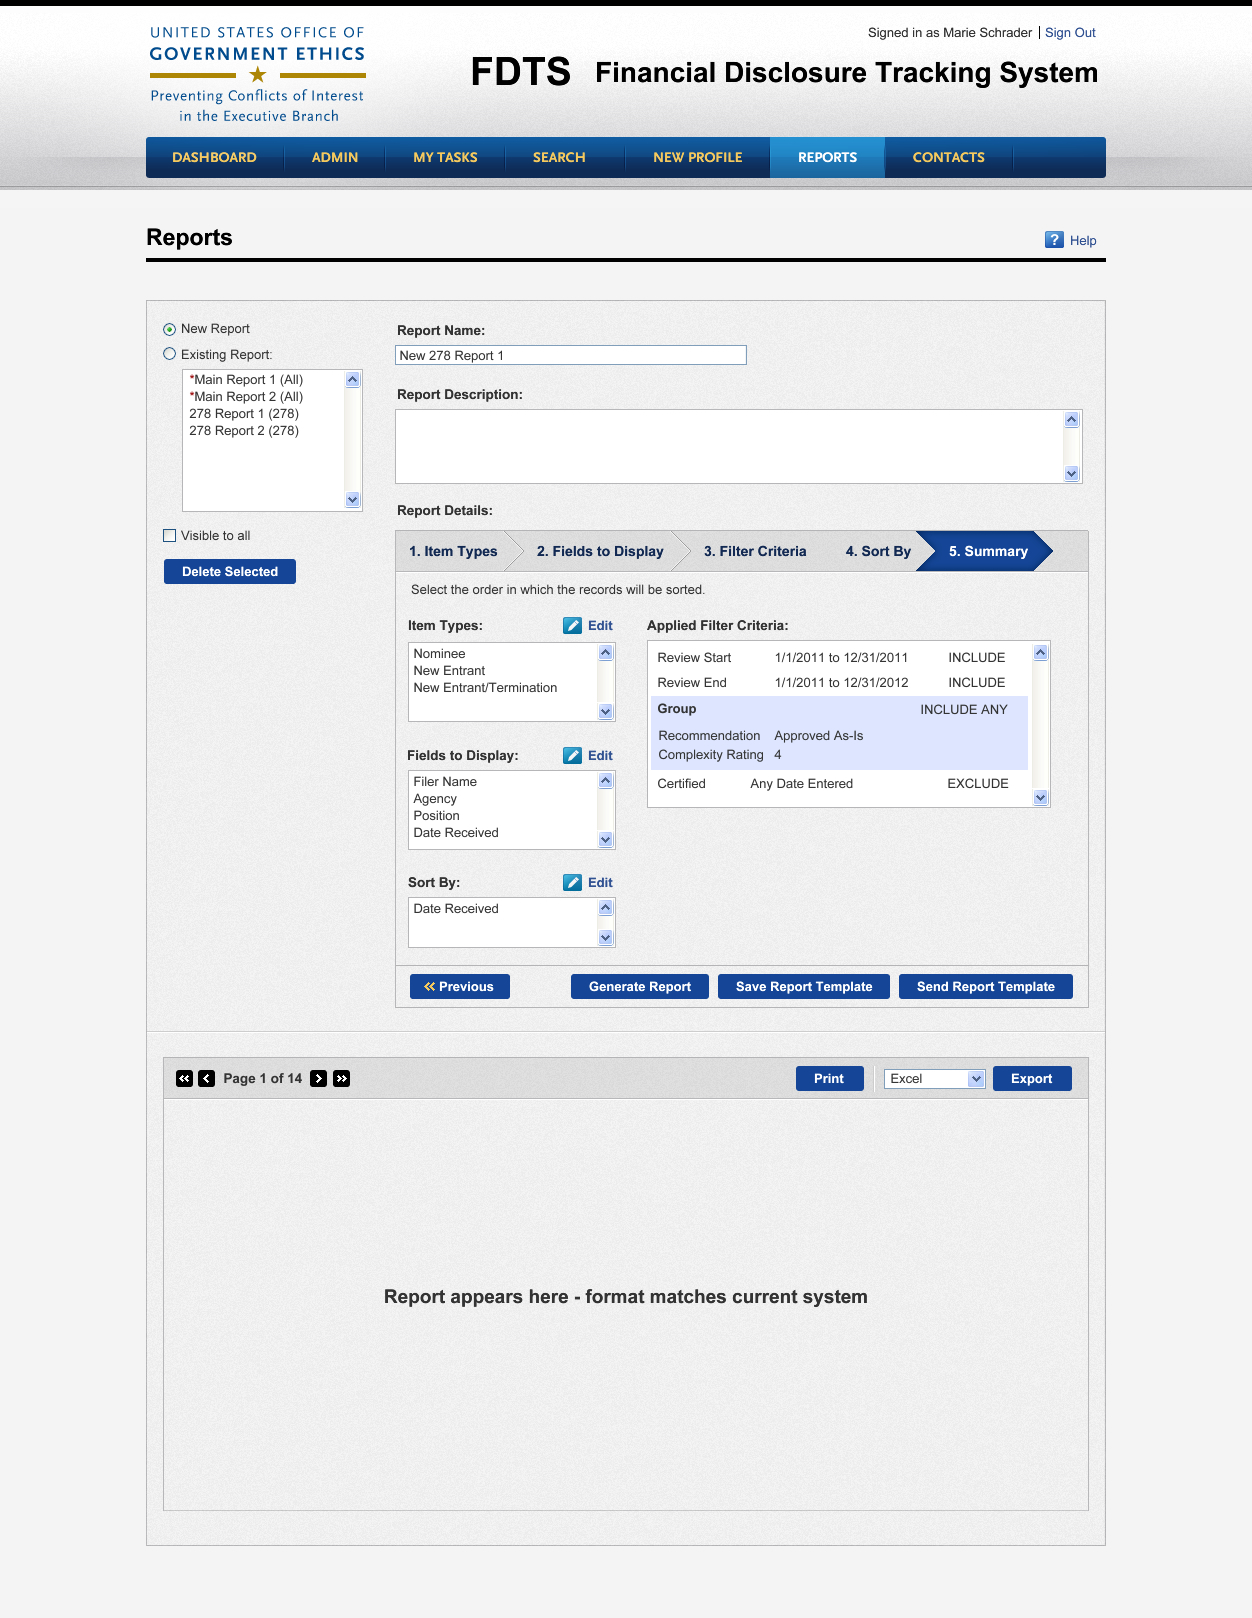 UNITED STATES OFFICE OF
GOVERNMENT ETHICS
Preventing Conflicts of Interest
in the Executive Branch
Signed in as Marie Schrader | Sign Out
FDTS Financial Disclosure Tracking System
DASHBOARD ADMIN MY TASKS SEARCH NEW PROFILE REPORTS CONTACTS
Reports
? Help
New Report
Existing Report:
*Main Report 1 (All)
*Main Report 2 (All)
278 Report 1 (278)
278 Report 2 (278)
Visible to all
Delete Selected
Report Name:
New 278 Report 1
Report Description:
Report Details:
1. Item Types 2. Fields to Display 3. Filter Criteria 4. Sort By 5. Summary
Select the order in which the records will be sorted.
Item Types: Edit
Nominee
New Entrant
New Entrant/Termination
Fields to Display: Edit
Filer Name
Agency
Position
Date Received
Sort By: Edit
Date Received
Applied Filter Criteria:
Review Start 1/1/2011 to 12/31/2011 INCLUDE
Review End 1/1/2011 to 12/31/2012 INCLUDE
Group INCLUDE ANY
Recommendation Approved As-Is
Complexity Rating 4
Certified Any Date Entered EXCLUDE
Previous Generate Report Save Report Template Send Report Template
Page 1 of 14 Print Excel Export
Report appears here - format matches current system